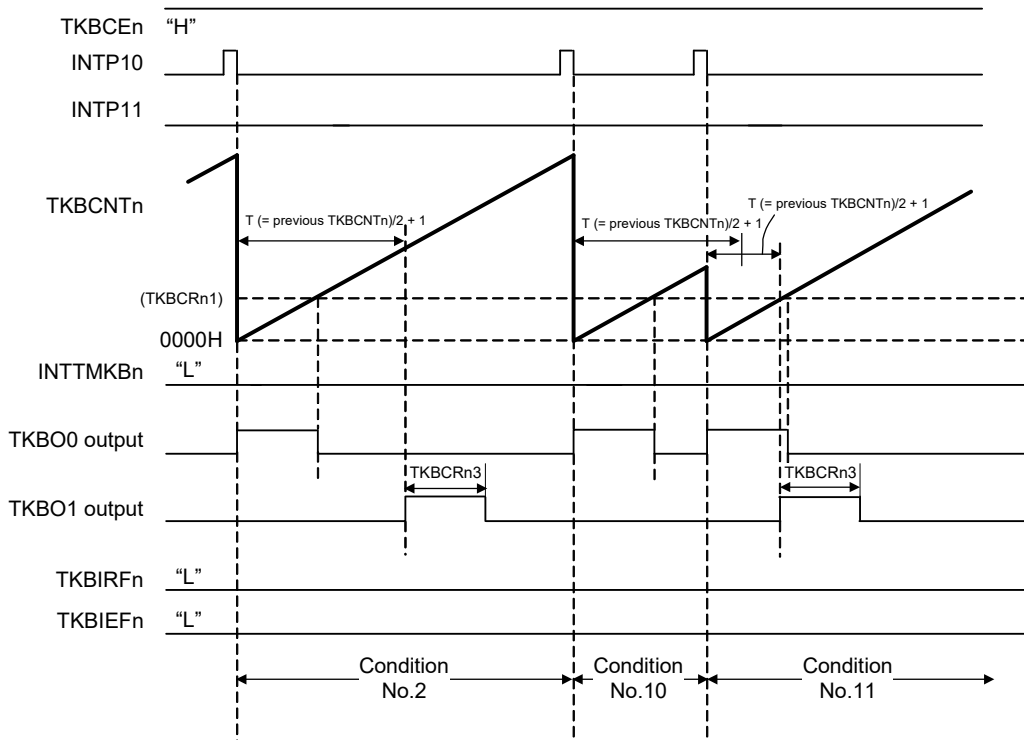 TKBCEn "H"
INTP10
INTP11
TKBCNTn
T (= previous TKBCNTn)/2 + 1
T (= previous TKBCNTn)/2 + 1
T (= previous TKBCNTn)/2 + 1
(TKBCRn1)
0000H
INTTMKBn "L"
TKBO0 output
TKBCRn3
TKBCRn3
TKBO1 output
TKBIRFn "L"
TKBIEFn "L"
Condition
No.2
Condition
No.10
Condition
No.11